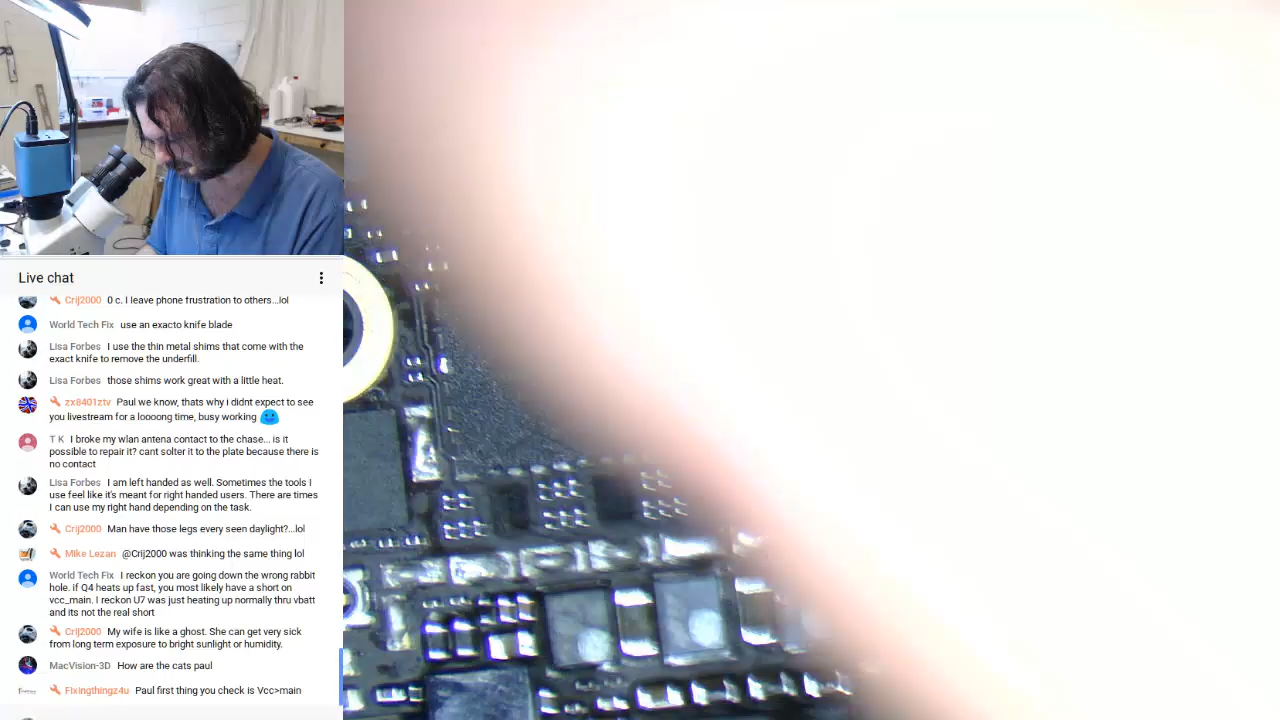 Live chat
Crij2000 0 c. I leave phone frustration to others...lol
World Tech Fix use an exacto knife blade
Lisa Forbes I use the thin metal shims that come with the
exact knife to remove the underfill.
Lisa Forbes those shims work great with a little heat.
zx8401ztv Paul we know, thats why i didnt expect to see
you livestream for a loooong time, busy working
T K I broke my wlan antena contact to the chase... is it
possible to repair it? cant solter it to the plate because there is
no contact
Lisa Forbes I am left handed as well. Sometimes the tools I
use feel like it's meant for right handed users. There are times
I can use my right hand depending on the task.
Crij2000 Man have those legs every seen daylight?...lol
Mike Lezan @Crij2000 was thinking the same thing lol
World Tech Fix I reckon you are going down the wrong rabbit
hole. if Q4 heats up fast, you most likely have a short on
vcc_main. I reckon U7 was just heating up normally thru vbatt
and its not the real short
Crij2000 My wife is like a ghost. She can get very sick
from long term exposure to bright sunlight or humidity.
MacVision-3D How are the cats paul
FIxingthingz4u Paul first thing you check is Vcc>main